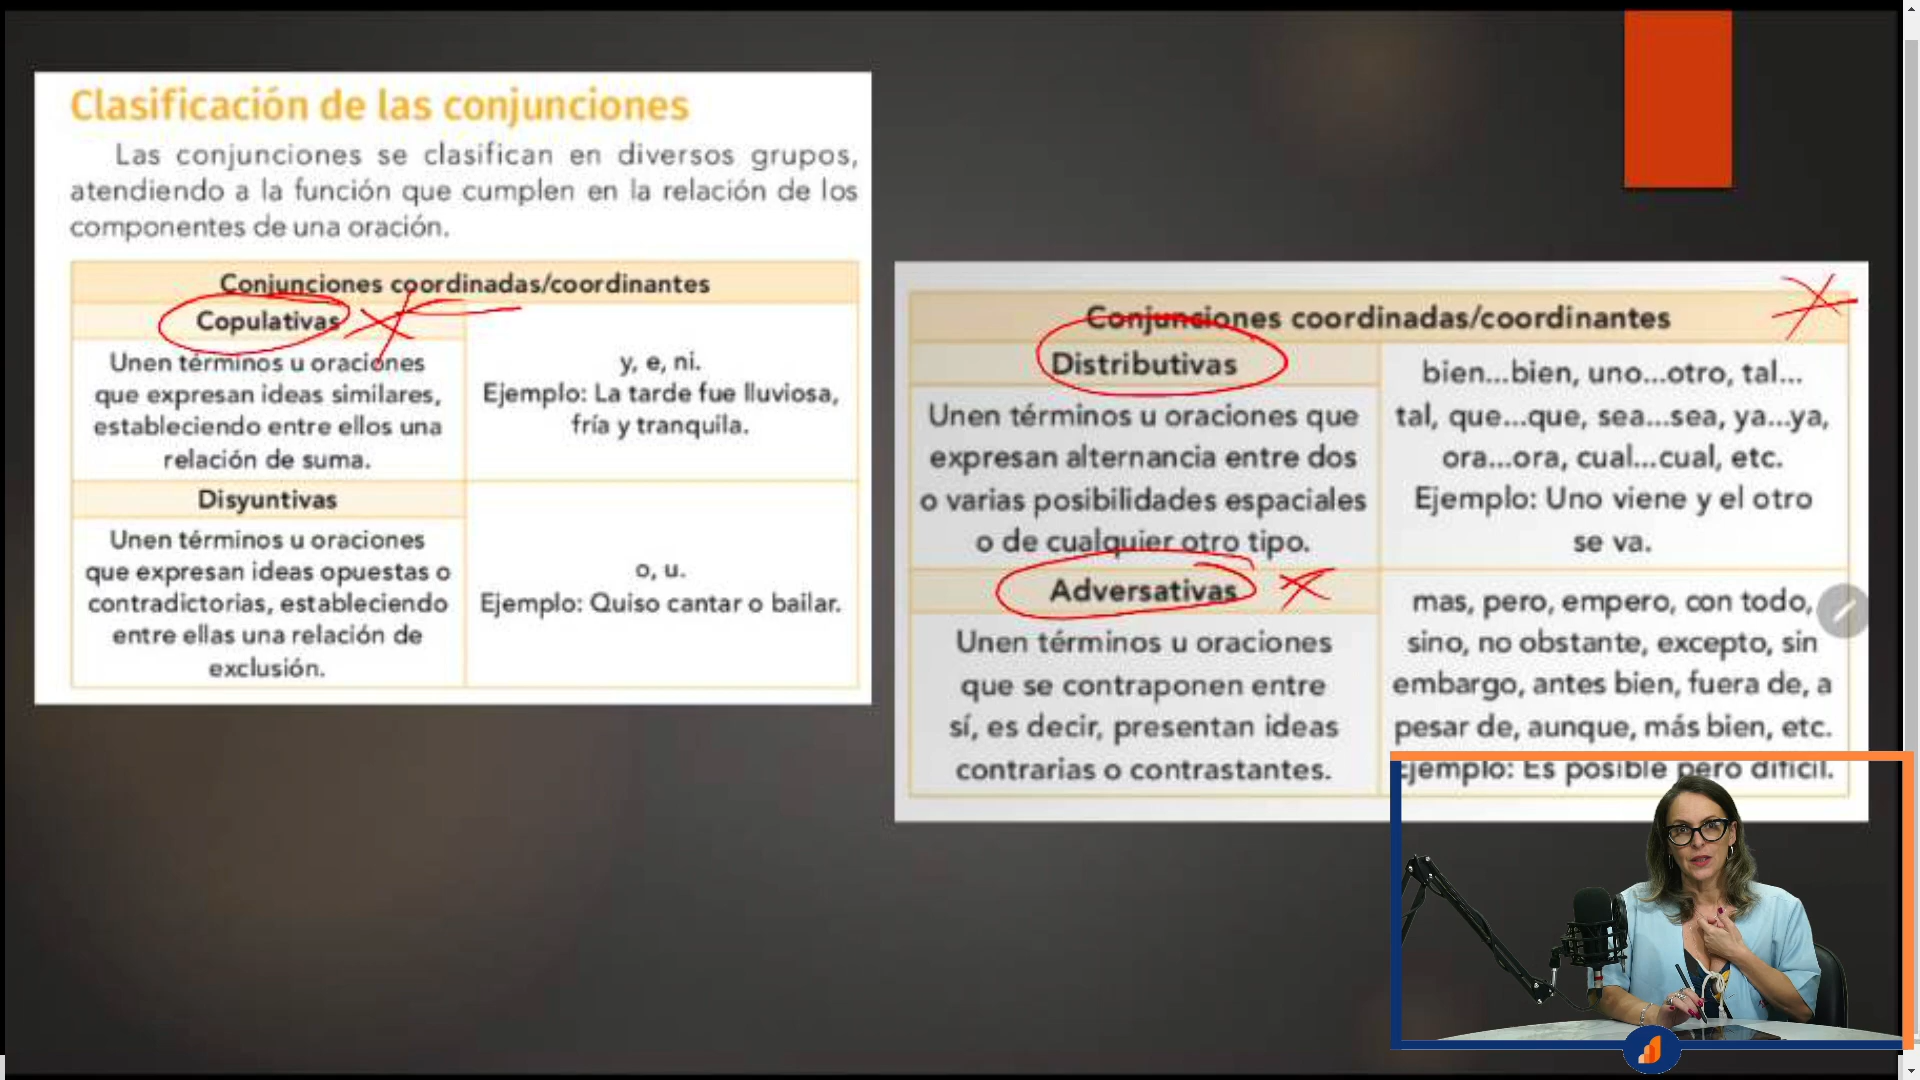 Clasificación de las conjunciones
Las conjunciones se clasifican en diversos grupos,
atendiendo a la función que cumplen en la relación de los
componentes de una oración.
Conjunciones coordinadas/coordinantes
Copulativas
Unen términos u oraciones
que expresan ideas similares,
estableciendo entre ellos una
relación de suma.
y, e, ni.
Ejemplo: La tarde fue lluviosa,
fría y tranquila.
Disyuntivas
Unen términos u oraciones
que expresan ideas opuestas o
contradictorias, estableciendo
entre ellas una relación de
exclusión.
o, u.
Ejemplo: Quiso cantar o bailar.
Conjunciones coordinadas/coordinantes
Distributivas
Unen términos u oraciones que
expresan alternancia entre dos
o varias posibilidades espaciales
o de cualquier otro tipo.
bien...bien, uno...otro, tal...
tal, que...que, sea...sea, ya...ya,
ora...ora, cual...cual, etc.
Ejemplo: Uno viene y el otro
se va.
Adversativas
Unen términos u oraciones
que se contraponen entre
sí, es decir, presentan ideas
contrarias o contrastantes.
mas, pero, empero, con todo,
sino, no obstante, excepto, sin
embargo, antes bien, fuera de, a
pesar de, aunque, más bien, etc.
Ejemplo: Es posible pero difícil.